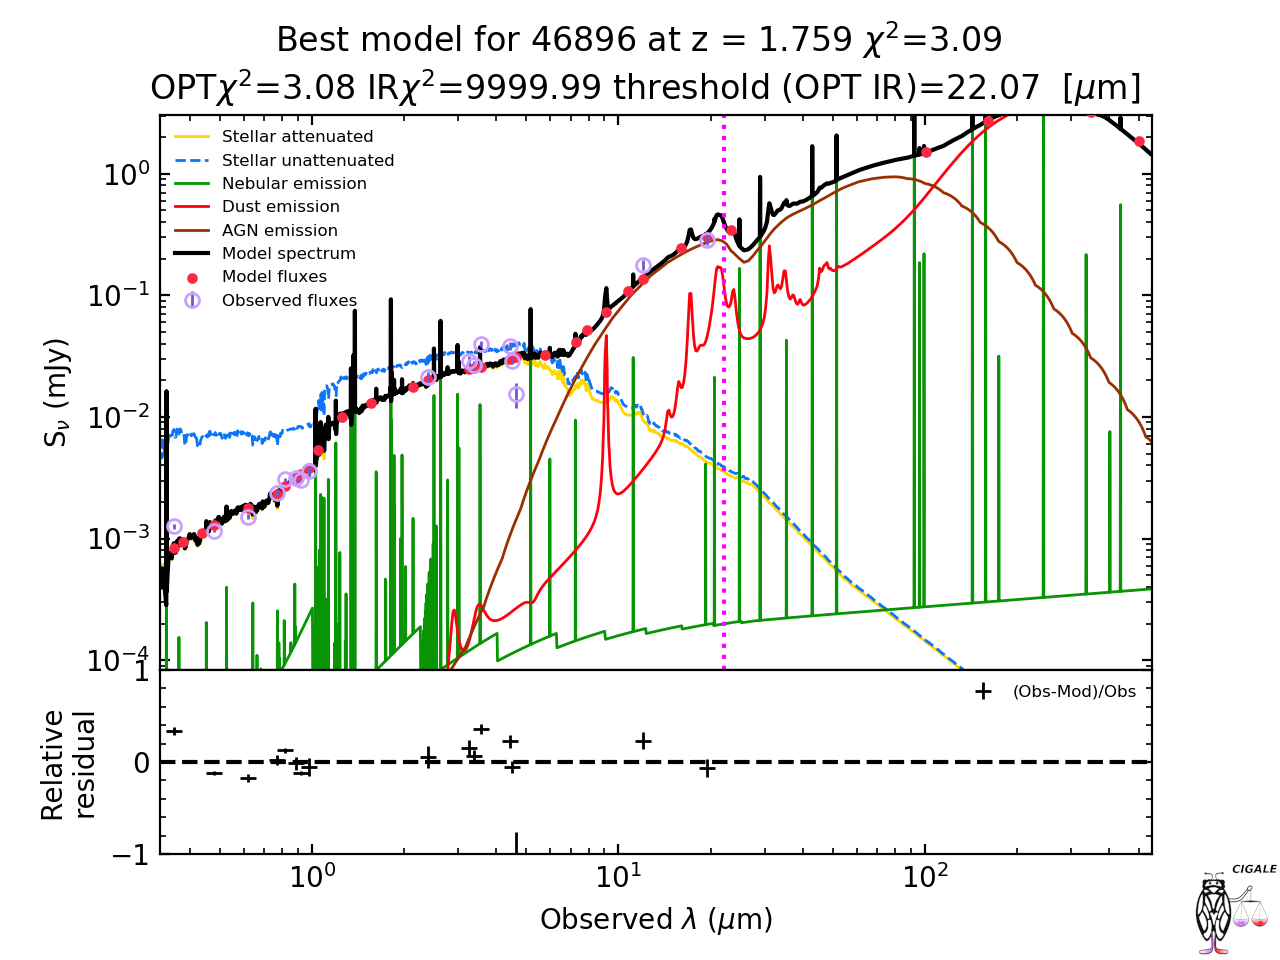 Best model for 46896 at z = 1.759 χ²=3.09
OPTχ²=3.08 IRχ²=9999.99 threshold (OPT IR)=22.07 [μm]
Stellar attenuated
Stellar unattenuated
Nebular emission
Dust emission
AGN emission
Model spectrum
Model fluxes
Observed fluxes
10⁰
10⁻¹
10⁻²
10⁻³
10⁻⁴
S_ν (mJy)
1
0
−1
Relative
residual
(Obs-Mod)/Obs
10⁰ 10¹ 10²
Observed λ (μm)
CIGALE